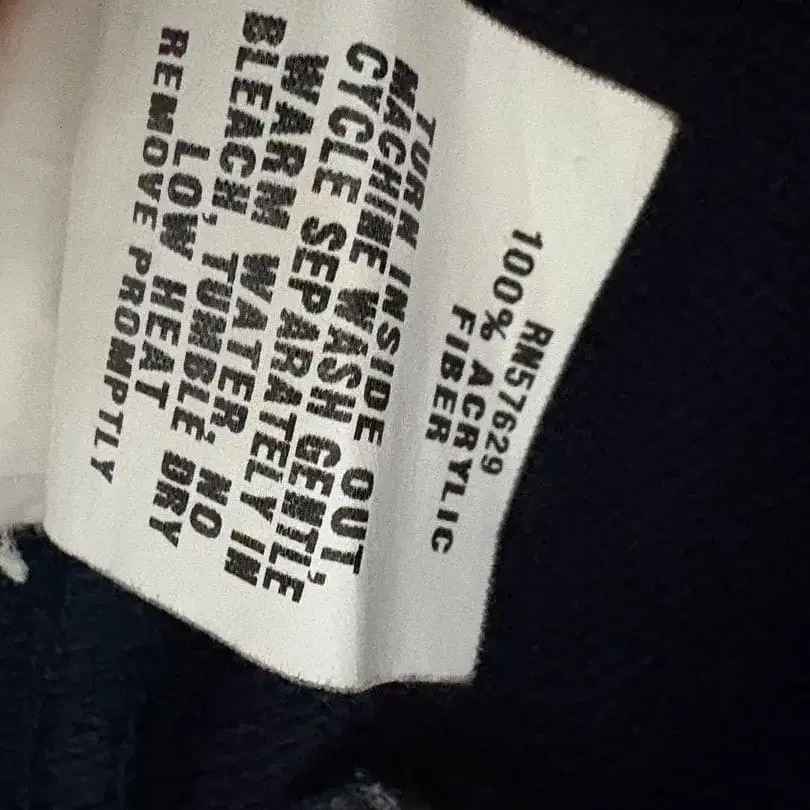 RN57629
100% ACRYLIC
FIBER
TURN INSIDE OUT,
MACHINE WASH GENTLE,
CYCLE SEPARATELY IN
WARM WATER, NO
BLEACH, TUMBLE DRY
LOW HEAT
REMOVE PROMPTLY